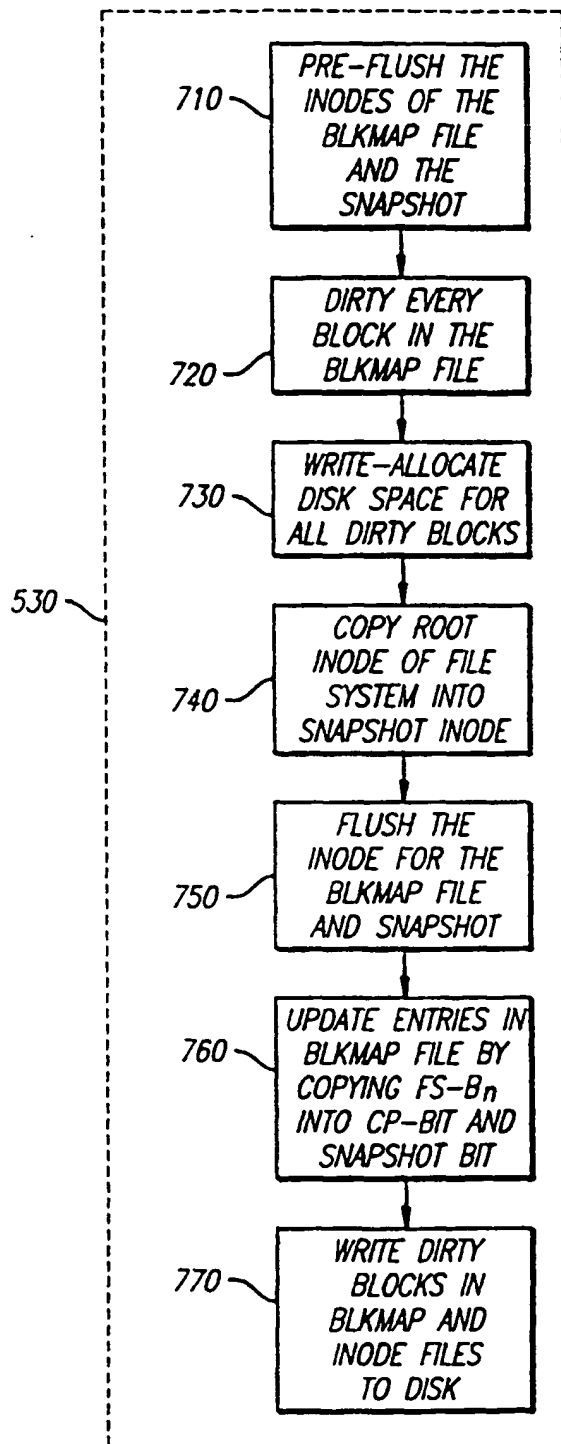 710
PRE-FLUSH THE
INODES OF THE
BLKMAP FILE
AND THE
SNAPSHOT
720
DIRTY EVERY
BLOCK IN THE
BLKMAP FILE
730
WRITE-ALLOCATE
DISK SPACE FOR
ALL DIRTY BLOCKS
530
740
COPY ROOT
INODE OF FILE
SYSTEM INTO
SNAPSHOT INODE
750
FLUSH THE
INODE FOR THE
BLKMAP FILE
AND SNAPSHOT
760
UPDATE ENTRIES IN
BLKMAP FILE BY
COPYING FS-Bn
INTO CP-BIT AND
SNAPSHOT BIT
770
WRITE DIRTY
BLOCKS IN
BLKMAP AND
INODE FILES
TO DISK